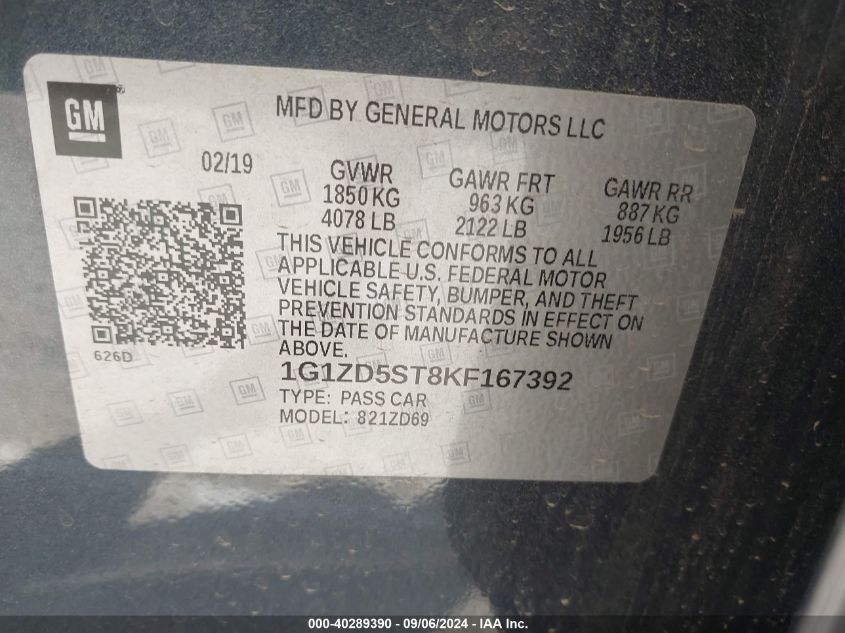 GM
®
MFD BY GENERAL MOTORS LLC
02/19
GVWR
1850 KG
4078 LB
GAWR FRT
963 KG
2122 LB
GAWR RR
887 KG
1956 LB
THIS VEHICLE CONFORMS TO ALL
APPLICABLE U.S. FEDERAL MOTOR
VEHICLE SAFETY, BUMPER, AND THEFT
PREVENTION STANDARDS IN EFFECT ON
THE DATE OF MANUFACTURE SHOWN
ABOVE.
626D
1G1ZD5ST8KF167392
TYPE: PASS CAR
MODEL: 821ZD69
000-40289390 - 09/06/2024 - IAA Inc.